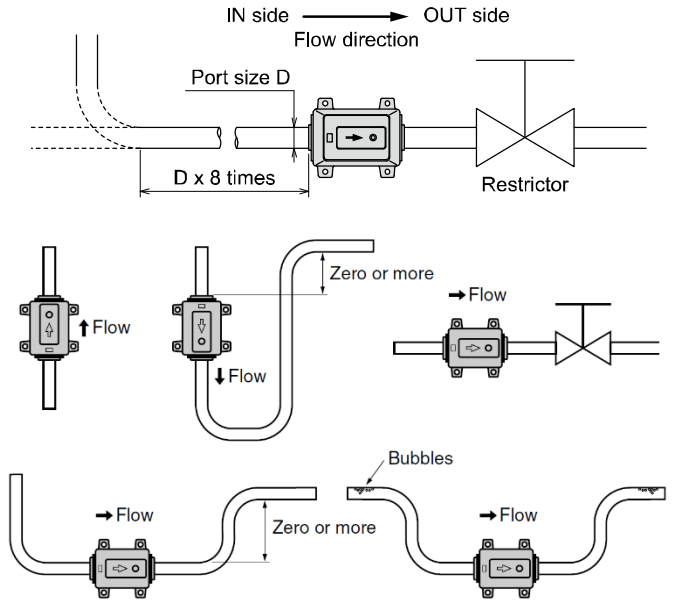 IN side OUT side
Flow direction
Port size D
D x 8 times
Restrictor
Zero or more
Flow
Flow
Flow
Bubbles
Flow
Zero or more
Flow